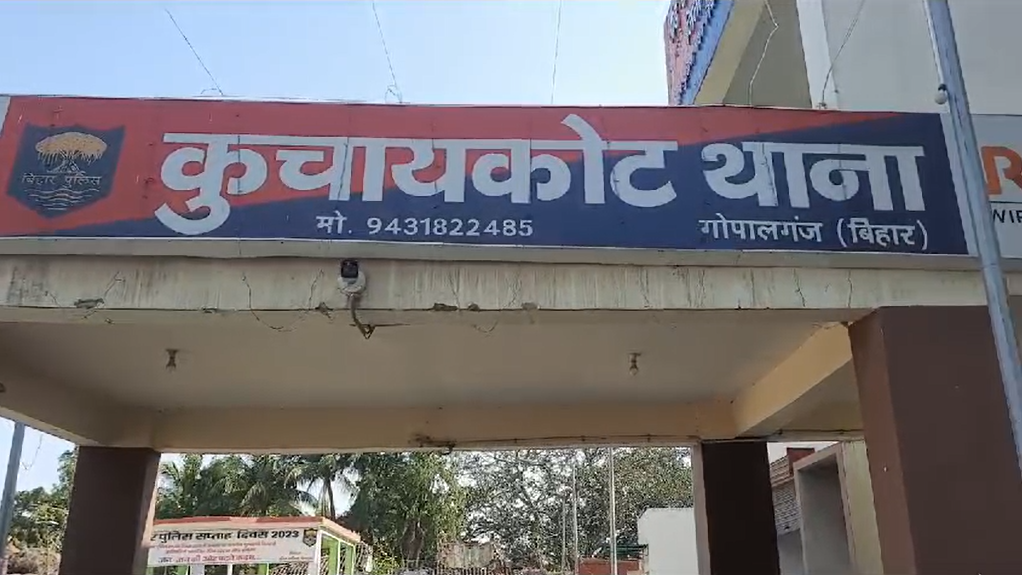 कुचायकोट थाना
बिहार पुलिस
मो. 9431822485
गोपालगंज (बिहार)
पुलिस सप्ताह दिवस 2023